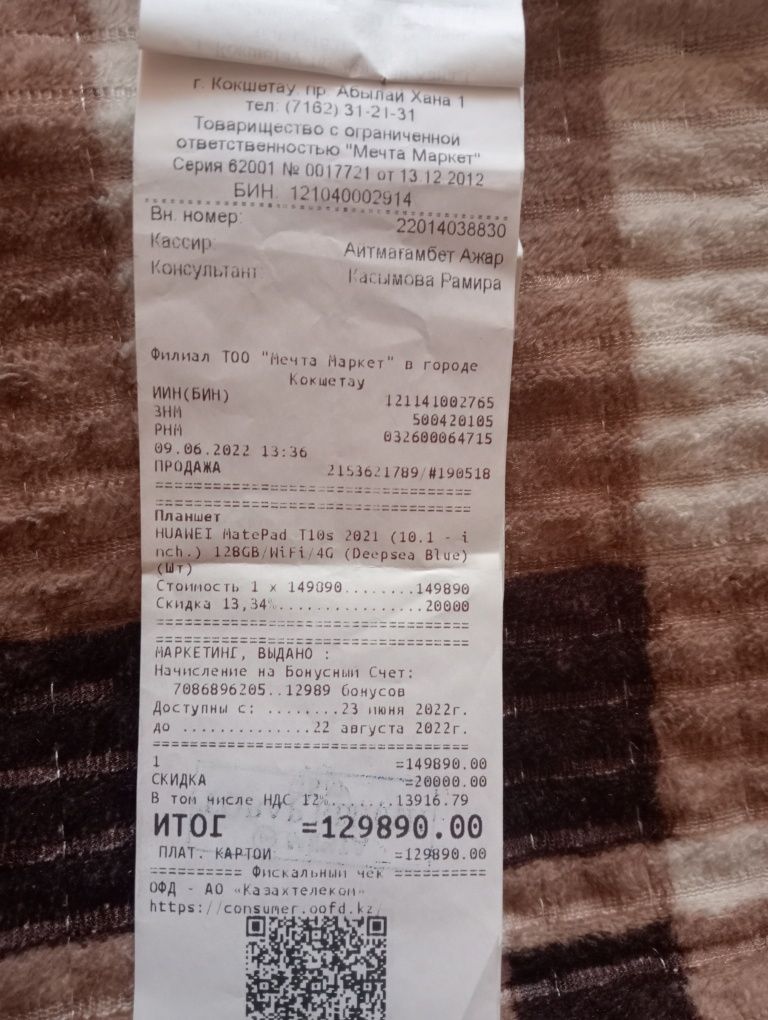 г. Кокшетау, пр. Абылай Хана 1
тел: (7162) 31-21-31
Товарищество с ограниченной
ответственностью "Мечта Маркет"
Серия 62001 № 0017721 от 13.12.2012
БИН. 121040002914
Вн. номер: 22014038830
Кассир: Айтмағамбет Ажар
Консультант: Касымова Рамира
Филиал ТОО "Мечта Маркет" в городе
Кокшетау
ИИН(БИН) 121141002765
ЗНМ 500420105
РНМ 032600064715
09.06.2022 13:36
ПРОДАЖА 2153621789/#190518
==================================
==================================
Планшет
HUAWEI MatePad T10s 2021 (10.1 - i
nch.) 128GB/WiFi/4G (Deepsea Blue)
(Шт)
Стоимость 1 x 149890........149890
Скидка 13,34%................20000
==================================
==================================
МАРКЕТИНГ, ВЫДАНО :
Начисление на Бонусный Счет:
7086896205..12989 бонусов
Доступны с: ........23 июня 2022г.
до ..............22 августа 2022г.
==================================
1 =149890.00
СКИДКА =20000.00
В том числе НДС 12%.......13916.79
ИТОГ =129890.00
ПЛАТ. КАРТОЙ =129890.00
========== Фискальный чек ==========
ОФД - АО «Казахтелеком»
https://consumer.oofd.kz/